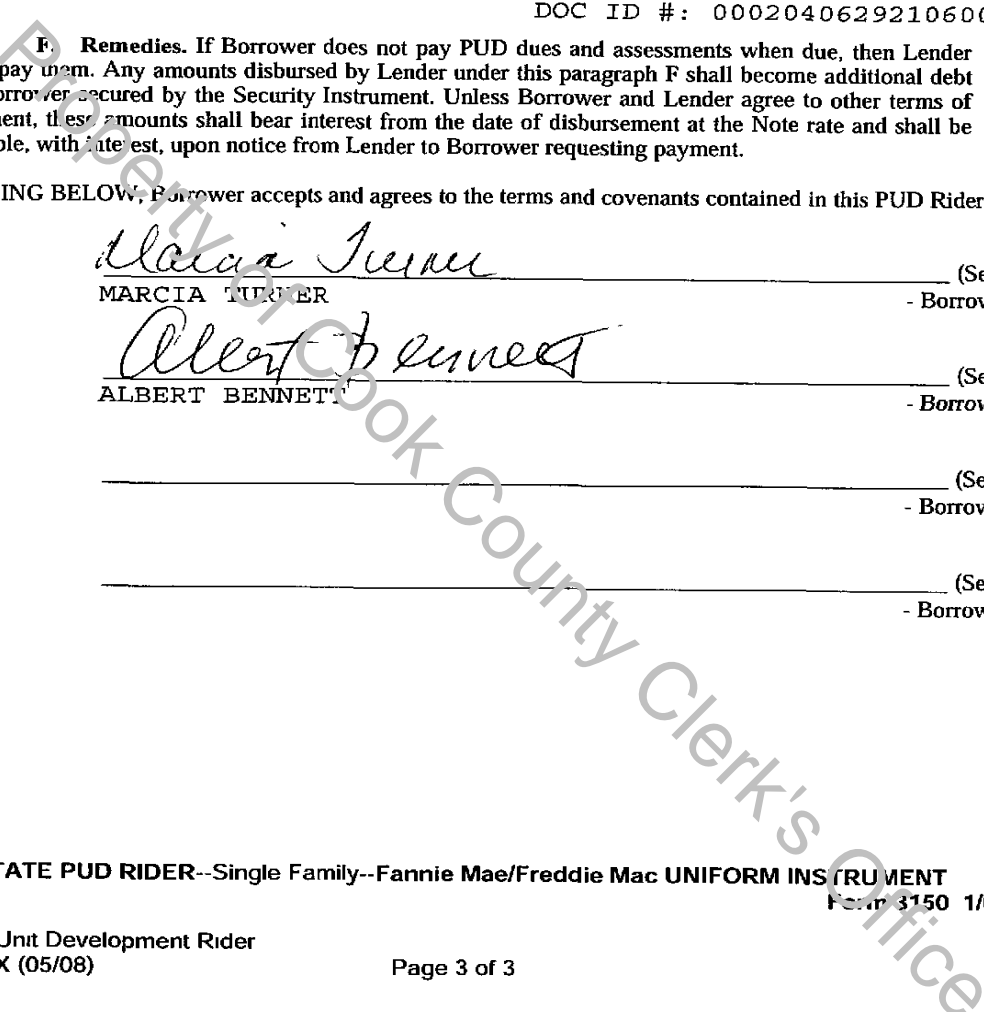 DOC ID #: 0002040629210600
F. Remedies. If Borrower does not pay PUD dues and assessments when due, then Lender
pay them. Any amounts disbursed by Lender under this paragraph F shall become additional debt
orrower secured by the Security Instrument. Unless Borrower and Lender agree to other terms of
ent, these amounts shall bear interest from the date of disbursement at the Note rate and shall be
ble, with interest, upon notice from Lender to Borrower requesting payment.
ING BELOW, Borrower accepts and agrees to the terms and covenants contained in this PUD Rider
Marcia Turner (Se
MARCIA TURNER - Borrow
Albert Bennett (Se
ALBERT BENNETT - Borrow
(Se
- Borrow
(Se
- Borrow
TATE PUD RIDER--Single Family--Fannie Mae/Freddie Mac UNIFORM INSTRUMENT
Form 3150 1/
Unit Development Rider
X (05/08) Page 3 of 3
Property of Cook County Clerk's Office